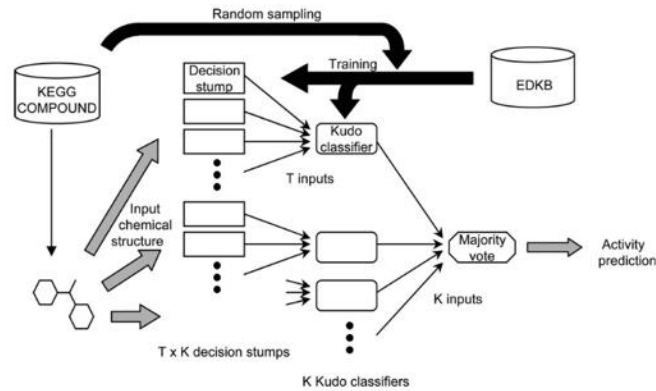 Random sampling
Decision
stump
Training
KEGG
COMPOUND
EDKB
Kudo
classifier
T inputs
Input
chemical
structure
Majority
vote
Activity
prediction
K inputs
T x K decision stumps
K Kudo classifiers